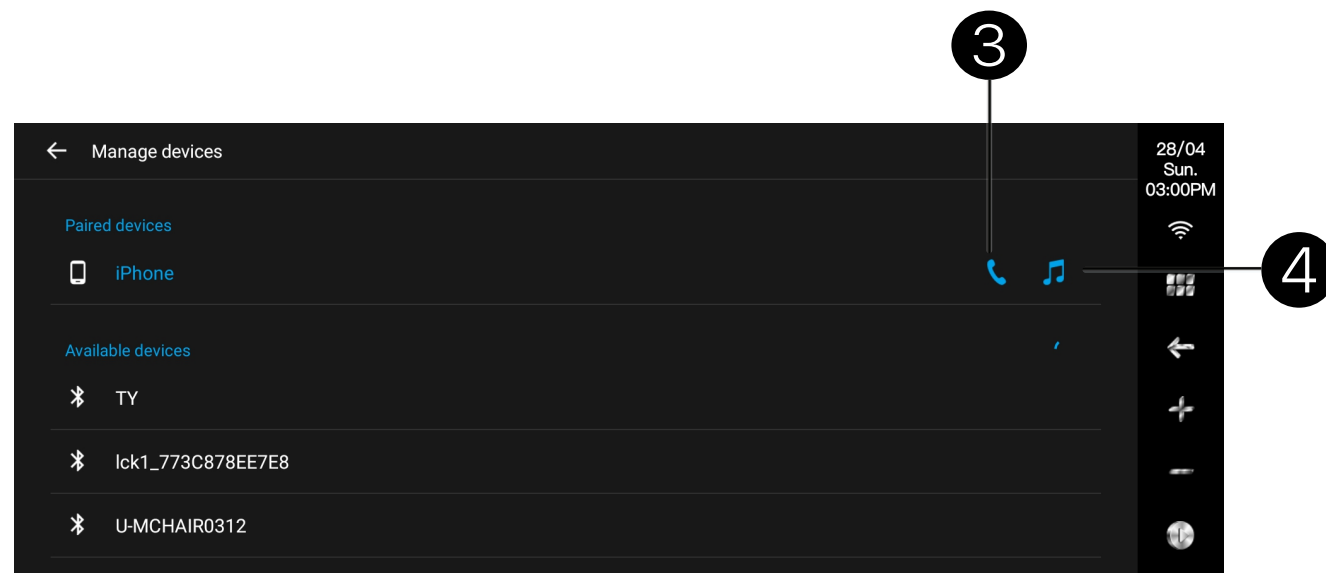 3
Manage devices
28/04
Sun.
03:00PM
Paired devices
iPhone
4
Available devices
TY
lck1_773C878EE7E8
U-MCHAIR0312